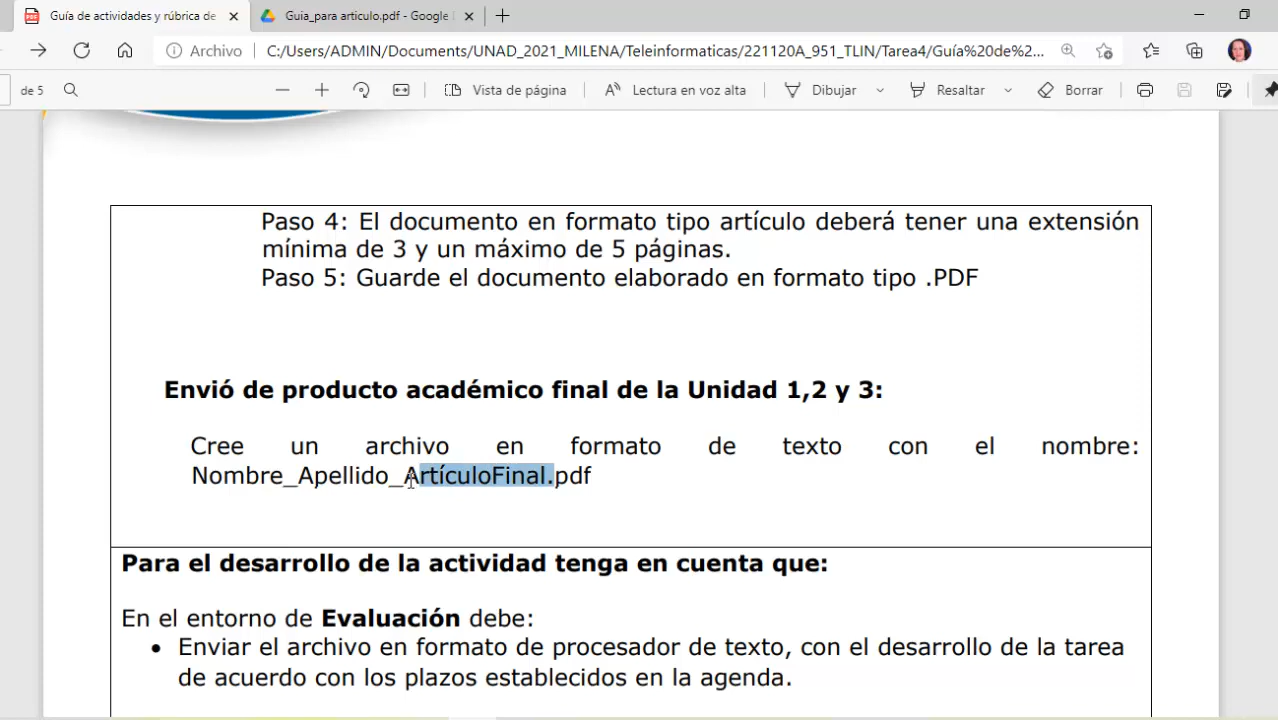 Guía de actividades y rúbrica de
Guia_para articulo.pdf - Google
Archivo
C:/Users/ADMIN/Documents/UNAD_2021_MILENA/Teleinformaticas/221120A_951_TLIN/Tarea4/Guía%20de%2...
de 5
Vista de página
Lectura en voz alta
Dibujar
Resaltar
Borrar
Paso 4: El documento en formato tipo artículo deberá tener una extensión
mínima de 3 y un máximo de 5 páginas.
Paso 5: Guarde el documento elaborado en formato tipo .PDF
Envió de producto académico final de la Unidad 1,2 y 3:
Cree un archivo en formato de texto con el nombre:
Nombre_Apellido_ArtículoFinal.pdf
Para el desarrollo de la actividad tenga en cuenta que:
En el entorno de Evaluación debe:
• Enviar el archivo en formato de procesador de texto, con el desarrollo de la tarea
de acuerdo con los plazos establecidos en la agenda.